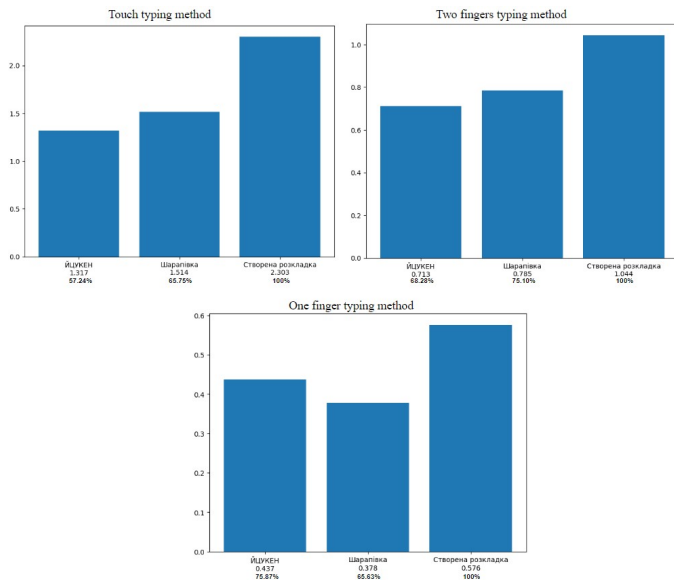 Touch typing method
2.0
1.5
1.0
0.5
0.0
ЙЦУКЕН Шарапівка Створена розкладка
1.317 1.514 2.303
57.24% 65.75% 100%
Two fingers typing method
1.0
0.8
0.6
0.4
0.2
0.0
ЙЦУКЕН Шарапівка Створена розкладка
0.713 0.785 1.044
68.28% 75.10% 100%
One finger typing method
0.6
0.5
0.4
0.3
0.2
0.1
0.0
ЙЦУКЕН Шарапівка Створена розкладка
0.437 0.378 0.576
75.87% 65.63% 100%